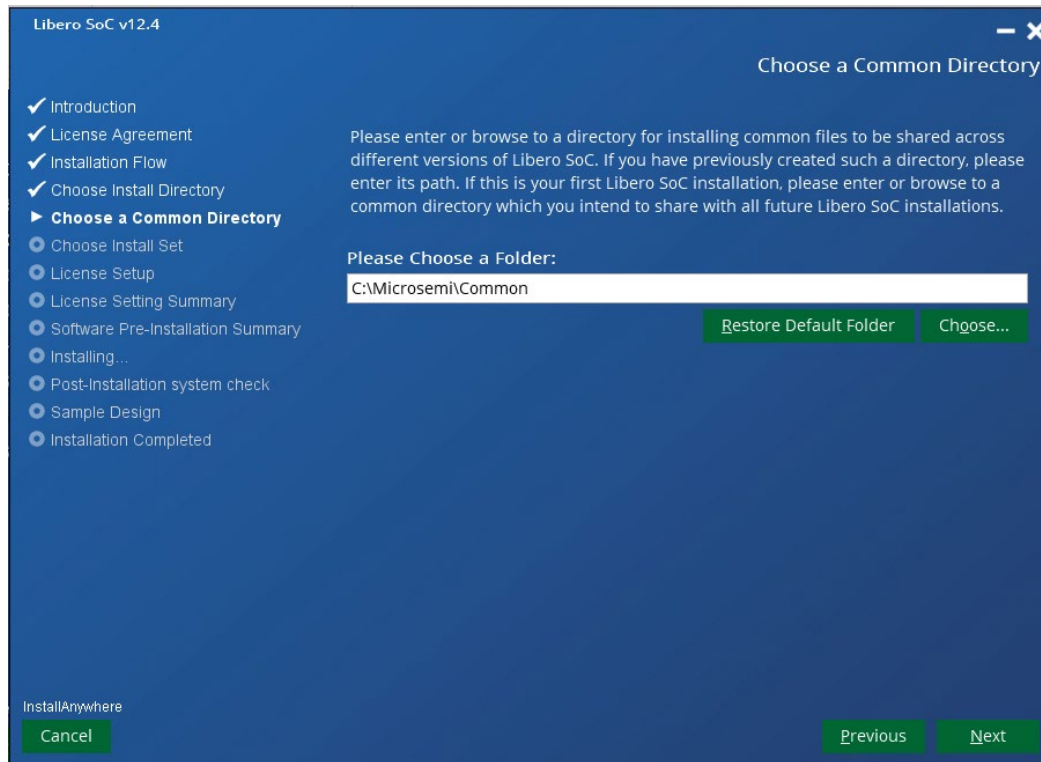 Libero SoC v12.4
Choose a Common Directory
Introduction
License Agreement
Installation Flow
Choose Install Directory
Choose a Common Directory
Choose Install Set
License Setup
License Setting Summary
Software Pre-Installation Summary
Installing...
Post-Installation system check
Sample Design
Installation Completed
Please enter or browse to a directory for installing common files to be shared across
different versions of Libero SoC. If you have previously created such a directory, please
enter its path. If this is your first Libero SoC installation, please enter or browse to a
common directory which you intend to share with all future Libero SoC installations.
Please Choose a Folder:
C:\Microsemi\Common
Restore Default Folder
Choose...
InstallAnywhere
Cancel
Previous
Next